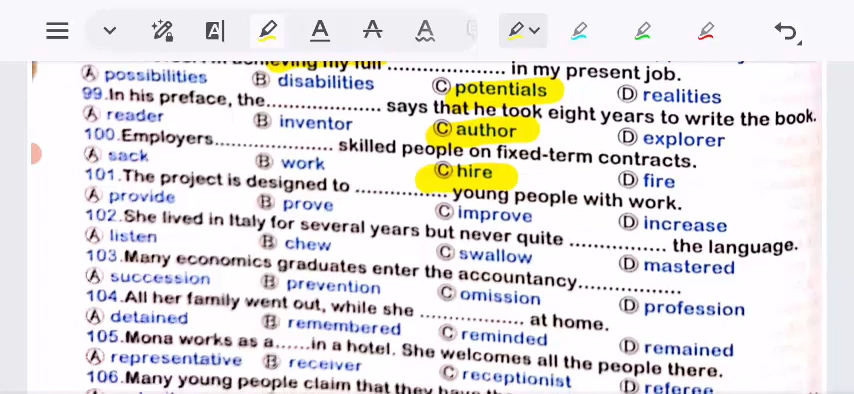 A A A
eving my full .................... in my present job.
Ⓐ possibilities Ⓑ disabilities Ⓒ potentials Ⓓ realities
99.In his preface, the.................... says that he took eight years to write the book.
Ⓐ reader Ⓑ inventor Ⓒ author Ⓓ explorer
100.Employers.................... skilled people on fixed-term contracts.
Ⓐ sack Ⓑ work Ⓒ hire Ⓓ fire
101.The project is designed to ................ young people with work.
Ⓐ provide Ⓑ prove Ⓒ improve Ⓓ increase
102.She lived in Italy for several years but never quite ................ the language.
Ⓐ listen Ⓑ chew Ⓒ swallow Ⓓ mastered
103.Many economics graduates enter the accountancy..................
Ⓐ succession Ⓑ prevention Ⓒ omission Ⓓ profession
104.All her family went out, while she .................. at home.
Ⓐ detained Ⓑ remembered Ⓒ reminded Ⓓ remained
105.Mona works as a......in a hotel. She welcomes all the people there.
Ⓐ representative Ⓑ receiver Ⓒ receptionist Ⓓ referee
106.Many young people claim that they have